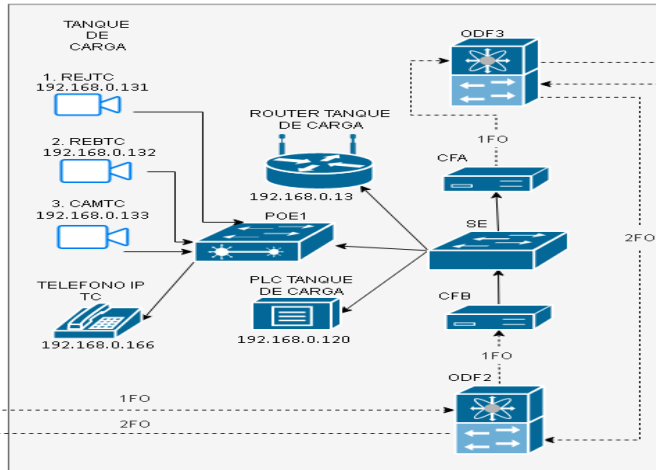 TANQUE
DE
CARGA
1. REJTC
192.168.0.131
2. REBTC
192.168.0.132
3. CAMTC
192.168.0.133
TELEFONO IP
TC
192.168.0.166
ROUTER TANQUE
DE CARGA
192.168.0.13
POE1
PLC TANQUE
DE CARGA
192.168.0.120
ODF3
1FO
CFA
SE
2FO
CFB
1FO
ODF2
1FO
2FO